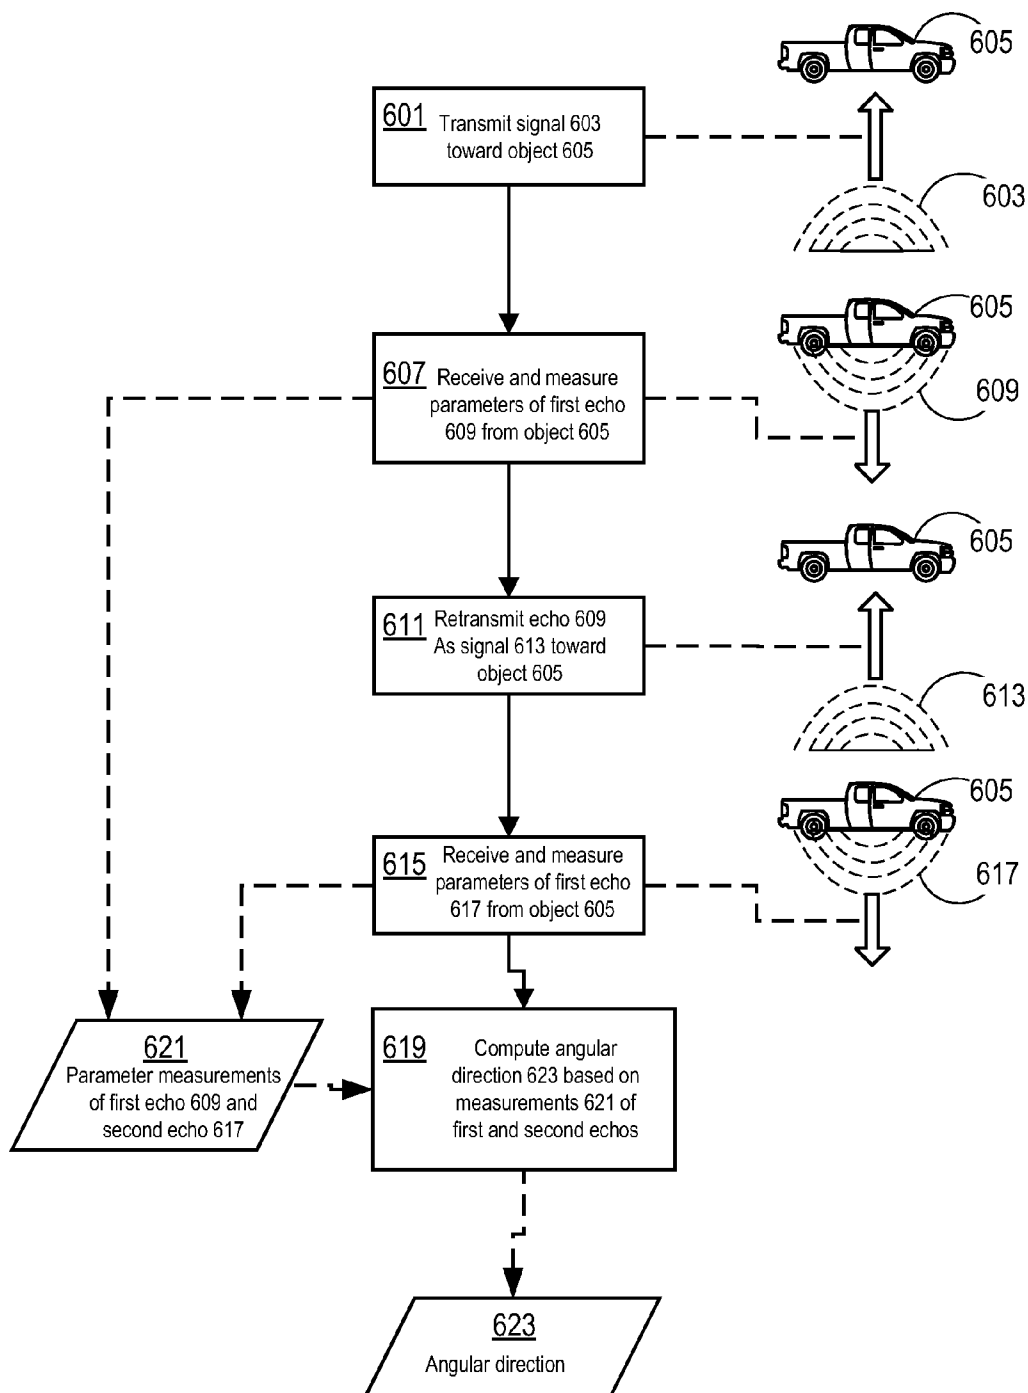 605
601 Transmit signal 603
toward object 605
603
605
607 Receive and measure
parameters of first echo
609 from object 605
609
605
611 Retransmit echo 609
As signal 613 toward
object 605
613
605
615 Receive and measure
parameters of first echo
617 from object 605
617
621
Parameter measurements
of first echo 609 and
second echo 617
619 Compute angular
direction 623 based on
measurements 621 of
first and second echos
623
Angular direction